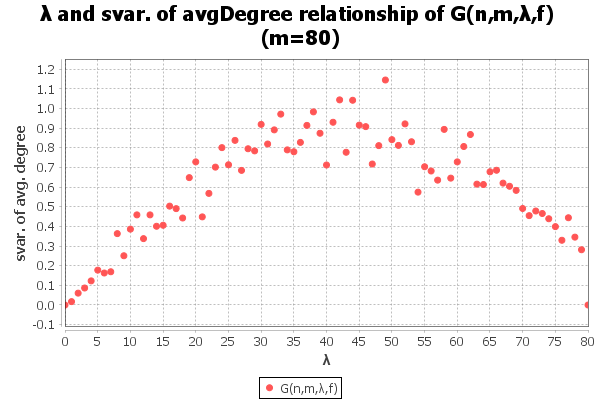 λ and svar. of avgDegree relationship of G(n,m,λ,f)
(m=80)
1.2
1.1
1.0
0.9
0.8
0.7
0.6
0.5
0.4
0.3
0.2
0.1
0.0
-0.1
svar. of avg. degree
0 5 10 15 20 25 30 35 40 45 50 55 60 65 70 75 80
λ
G(n,m,λ,f)